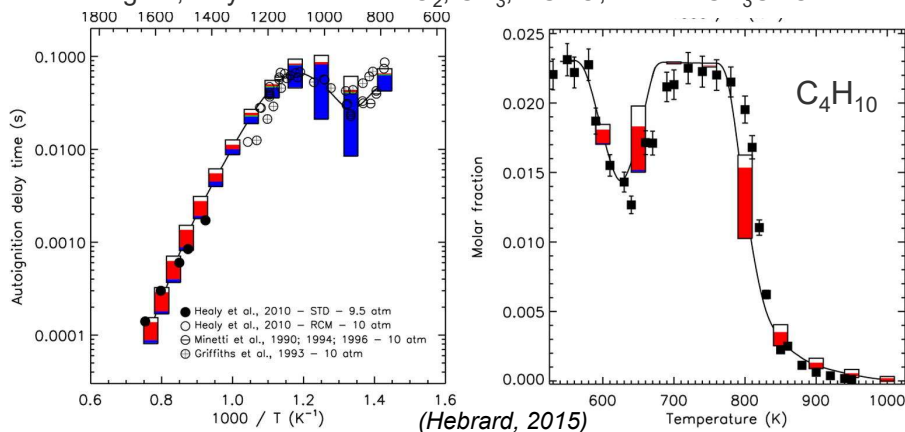 1800 1600 1400 1200 1000 800 600
0.1000
0.0100
0.0010
0.0001
Autoignition delay time (s)
Healy et al., 2010 – STD – 9.5 atm
Healy et al., 2010 – RCM – 10 atm
Minetti et al., 1990; 1994; 1996 – 10 atm
Griffiths et al., 1993 – 10 atm
0.6 0.8 1.0 1.2 1.4 1.6
1000 / T (K⁻¹)
0.025
0.020
0.015
0.010
0.005
0.000
Molar fraction
C₄H₁₀
600 700 800 900 1000
Temperature (K)
(Hebrard, 2015)